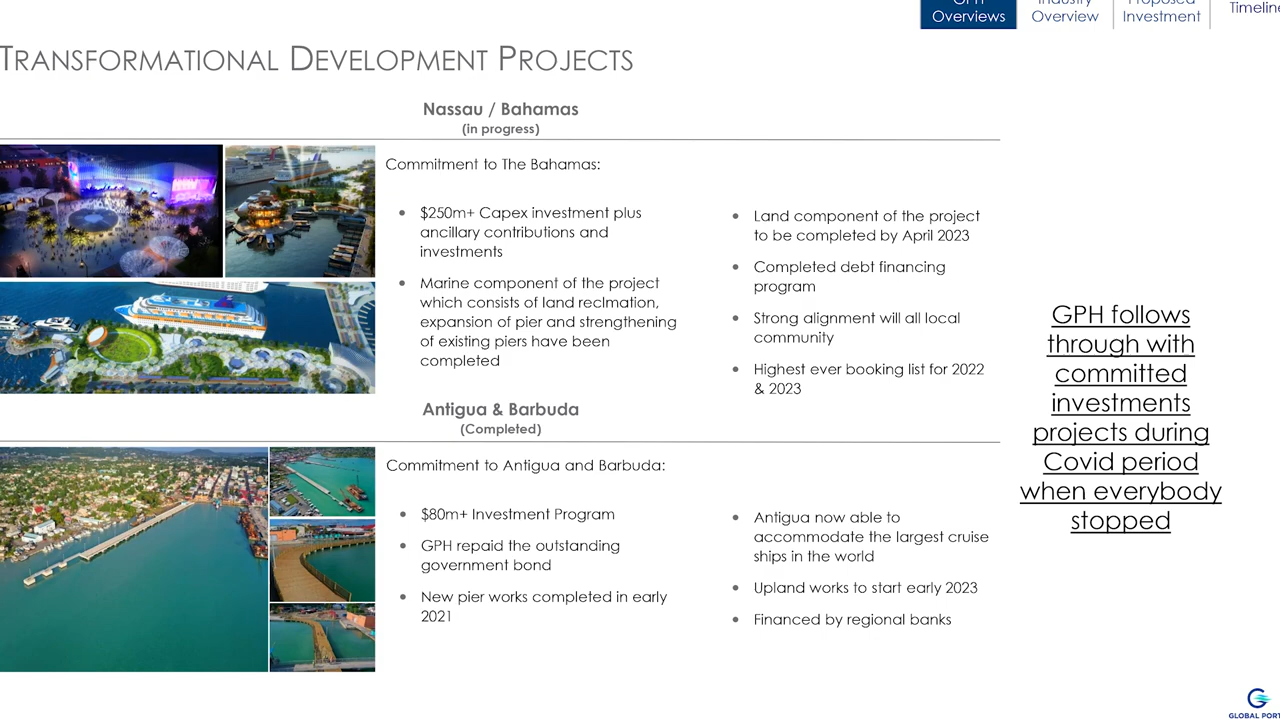 GPH
Overviews
Industry
Overview
Proposed
Investment
Timeline
TRANSFORMATIONAL DEVELOPMENT PROJECTS
Nassau / Bahamas
(in progress)
Commitment to The Bahamas:
$250m+ Capex investment plus
ancillary contributions and
investments
Marine component of the project
which consists of land reclmation,
expansion of pier and strengthening
of existing piers have been
completed
Land component of the project
to be completed by April 2023
Completed debt financing
program
Strong alignment will all local
community
Highest ever booking list for 2022
& 2023
GPH follows
through with
committed
investments
projects during
Covid period
when everybody
stopped
Antigua & Barbuda
(Completed)
Commitment to Antigua and Barbuda:
$80m+ Investment Program
GPH repaid the outstanding
government bond
New pier works completed in early
2021
Antigua now able to
accommodate the largest cruise
ships in the world
Upland works to start early 2023
Financed by regional banks
GLOBAL PORT